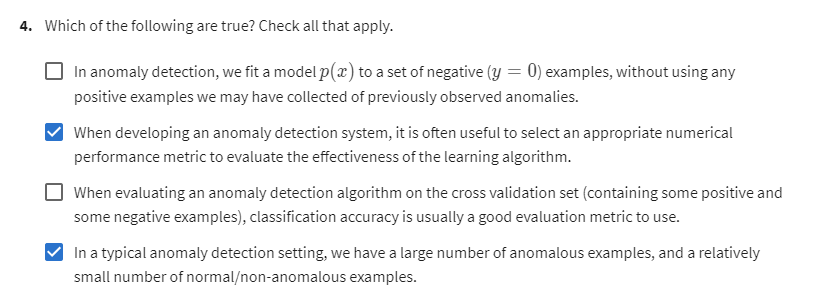 4. Which of the following are true? Check all that apply.
In anomaly detection, we fit a model p(x) to a set of negative (y = 0) examples, without using any
positive examples we may have collected of previously observed anomalies.
When developing an anomaly detection system, it is often useful to select an appropriate numerical
performance metric to evaluate the effectiveness of the learning algorithm.
When evaluating an anomaly detection algorithm on the cross validation set (containing some positive and
some negative examples), classification accuracy is usually a good evaluation metric to use.
In a typical anomaly detection setting, we have a large number of anomalous examples, and a relatively
small number of normal/non-anomalous examples.